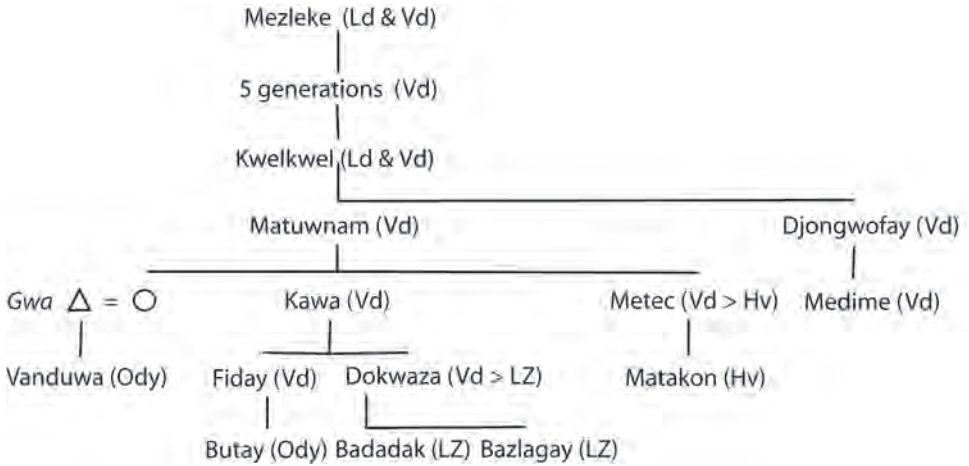 Mezleke (Ld & Vd)
5 generations (Vd)
Kwelkwel (Ld & Vd)
Matuwnam (Vd) Djongwofay (Vd)
Gwa = Kawa (Vd) Metec (Vd > Hv) Medime (Vd)
Vanduwa (Ody) Fiday (Vd) Dokwaza (Vd > LZ) Matakon (Hv)
Butay (Ody) Badadak (LZ) Bazlagay (LZ)